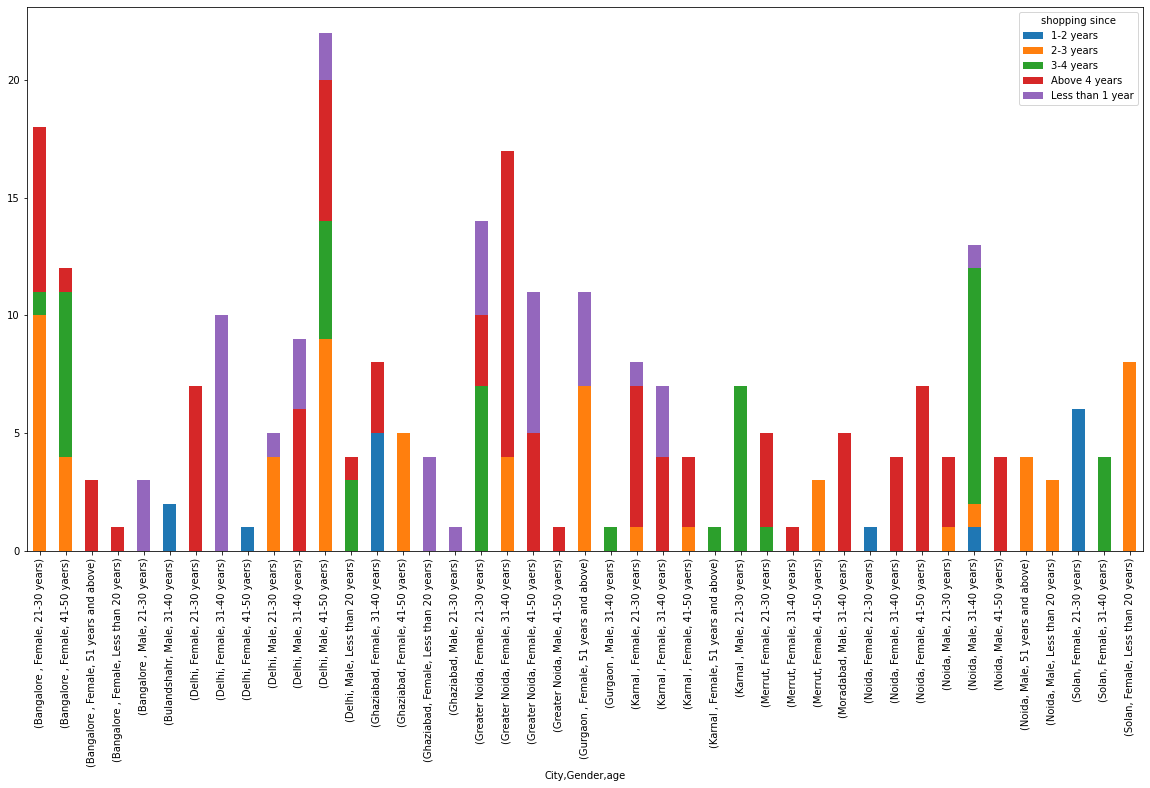 shopping since
1-2 years
2-3 years
3-4 years
Above 4 years
Less than 1 year
20
15
10
5
0
(Bangalore , Female, 21-30 years)
(Bangalore , Female, 41-50 yaers)
(Bangalore , Female, 51 years and above)
(Bangalore , Female, Less than 20 years)
(Bangalore , Male, 21-30 years)
(Bulandshahr, Male, 31-40 years)
(Delhi, Female, 21-30 years)
(Delhi, Female, 31-40 years)
(Delhi, Female, 41-50 yaers)
(Delhi, Male, 21-30 years)
(Delhi, Male, 31-40 years)
(Delhi, Male, 41-50 yaers)
(Delhi, Male, Less than 20 years)
(Ghaziabad, Female, 31-40 years)
(Ghaziabad, Female, 41-50 yaers)
(Ghaziabad, Female, Less than 20 years)
(Ghaziabad, Male, 21-30 years)
(Greater Noida, Female, 21-30 years)
(Greater Noida, Female, 31-40 years)
(Greater Noida, Female, 41-50 yaers)
(Greater Noida, Male, 41-50 yaers)
(Gurgaon , Female, 51 years and above)
(Gurgaon , Male, 31-40 years)
(Karnal , Female, 21-30 years)
(Karnal , Female, 31-40 years)
(Karnal , Female, 41-50 yaers)
(Karnal , Female, 51 years and above)
(Karnal , Male, 21-30 years)
(Merrut, Female, 21-30 years)
(Merrut, Female, 31-40 years)
(Merrut, Female, 41-50 yaers)
(Moradabad, Male, 31-40 years)
(Noida, Female, 21-30 years)
(Noida, Female, 31-40 years)
(Noida, Female, 41-50 yaers)
(Noida, Male, 21-30 years)
(Noida, Male, 31-40 years)
(Noida, Male, 41-50 yaers)
(Noida, Male, 51 years and above)
(Noida, Male, Less than 20 years)
(Solan, Female, 21-30 years)
(Solan, Female, 31-40 years)
(Solan, Female, Less than 20 years)
City,Gender,age